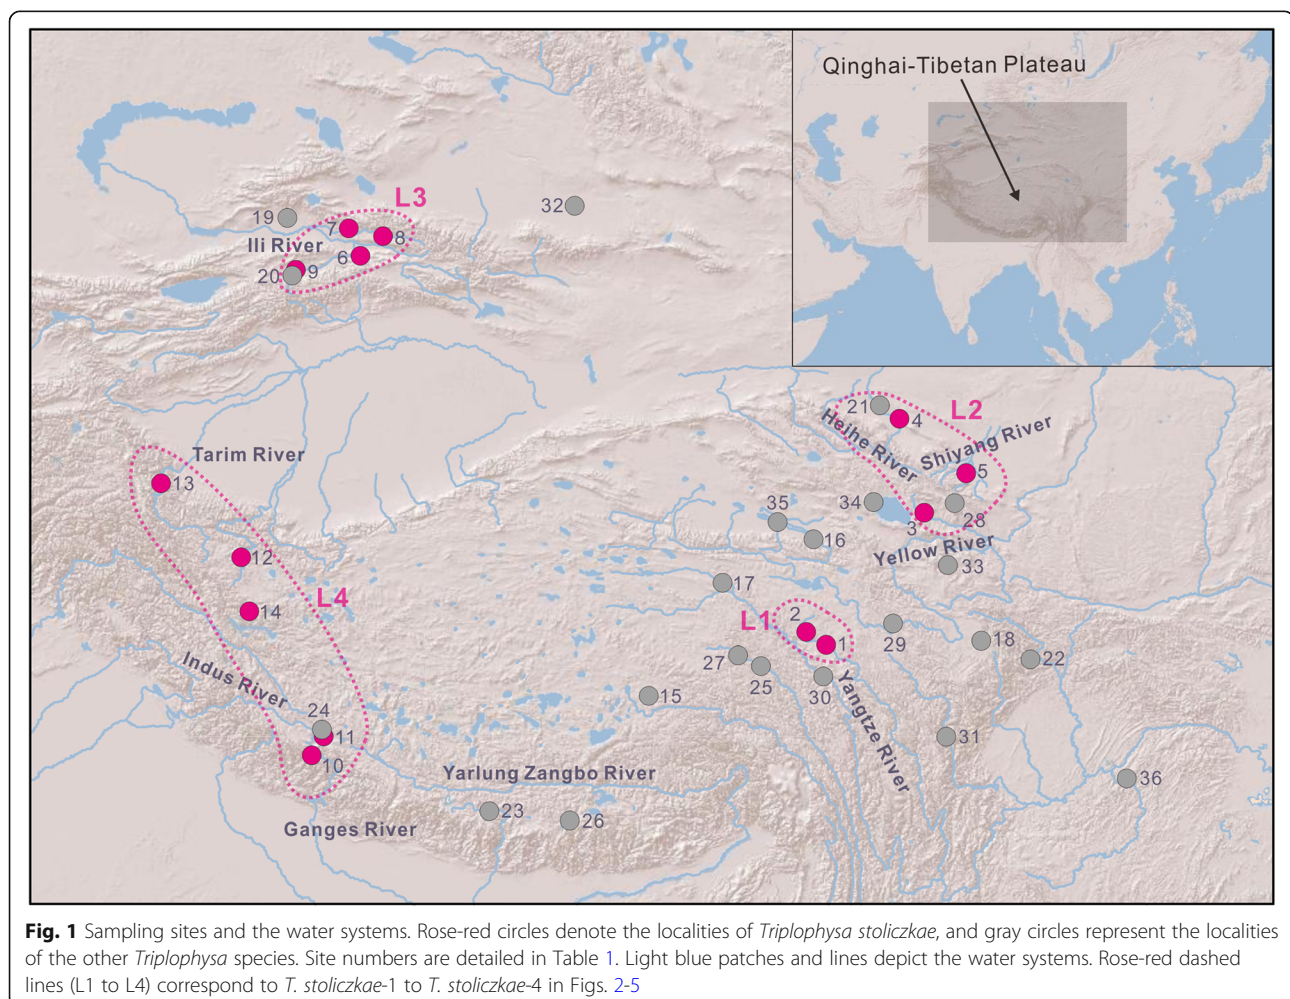 Qinghai-Tibetan Plateau
L3
19
32
7
8
Ili River
6
9
20
21
L2
4
Heihe River
Shiyang River
Tarim River
5
13
35
34
3
28
16
Yellow River
12
33
17
L4
14
2
L1
1
29
18
27
22
25
30
Indus River
15
Yangtze River
24
11
31
10
Yarlung Zangbo River
36
23
26
Ganges River
Fig. 1 Sampling sites and the water systems. Rose-red circles denote the localities of Triplophysa stoliczkae, and gray circles represent the localities
of the other Triplophysa species. Site numbers are detailed in Table 1. Light blue patches and lines depict the water systems. Rose-red dashed
lines (L1 to L4) correspond to T. stoliczkae-1 to T. stoliczkae-4 in Figs. 2-5